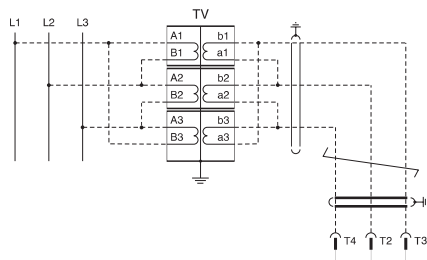 TV
L1 L2 L3
A1 b1
B1 a1
A2 b2
B2 a2
A3 b3
B3 a3
T4 T2 T3